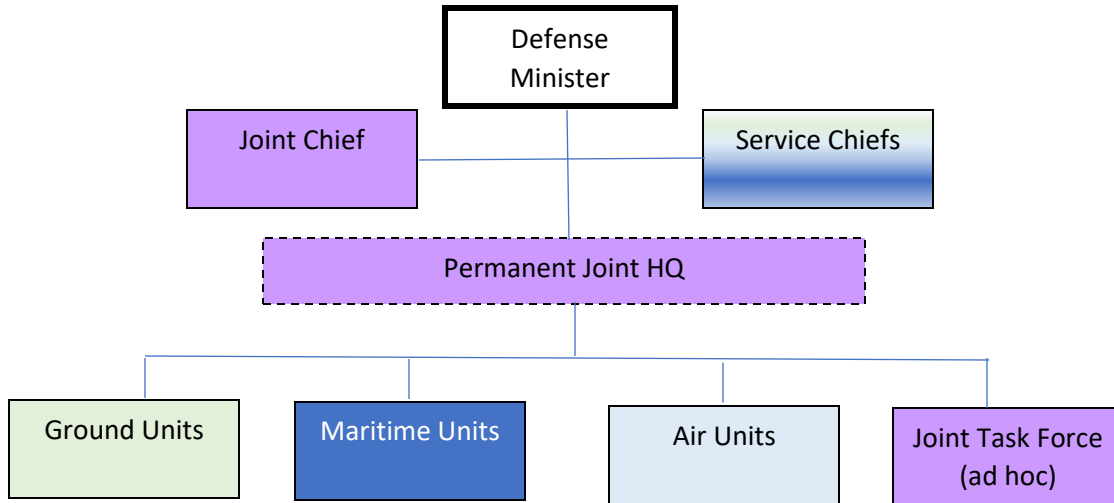 Defense
Minister
Joint Chief
Service Chiefs
Permanent Joint HQ
Ground Units
Maritime Units
Air Units
Joint Task Force
(ad hoc)